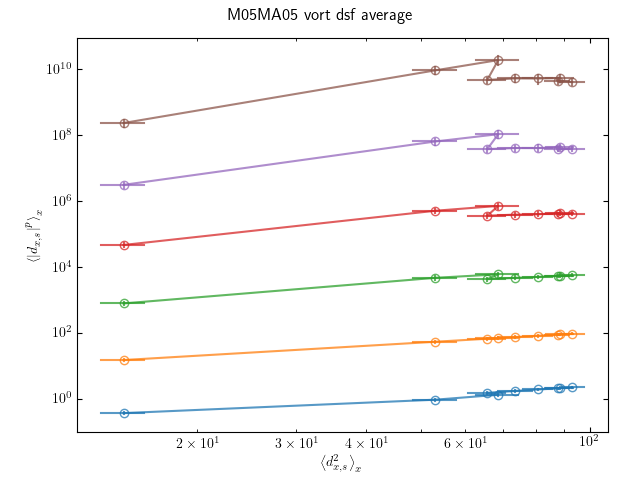 M05MA05 vort dsf average
10^10
10^8
10^6
10^4
10^2
10^0
⟨|d_{x,s}|^p⟩_x
2 × 10^1
3 × 10^1
4 × 10^1
6 × 10^1
10^2
⟨d^2_{x,s}⟩_x